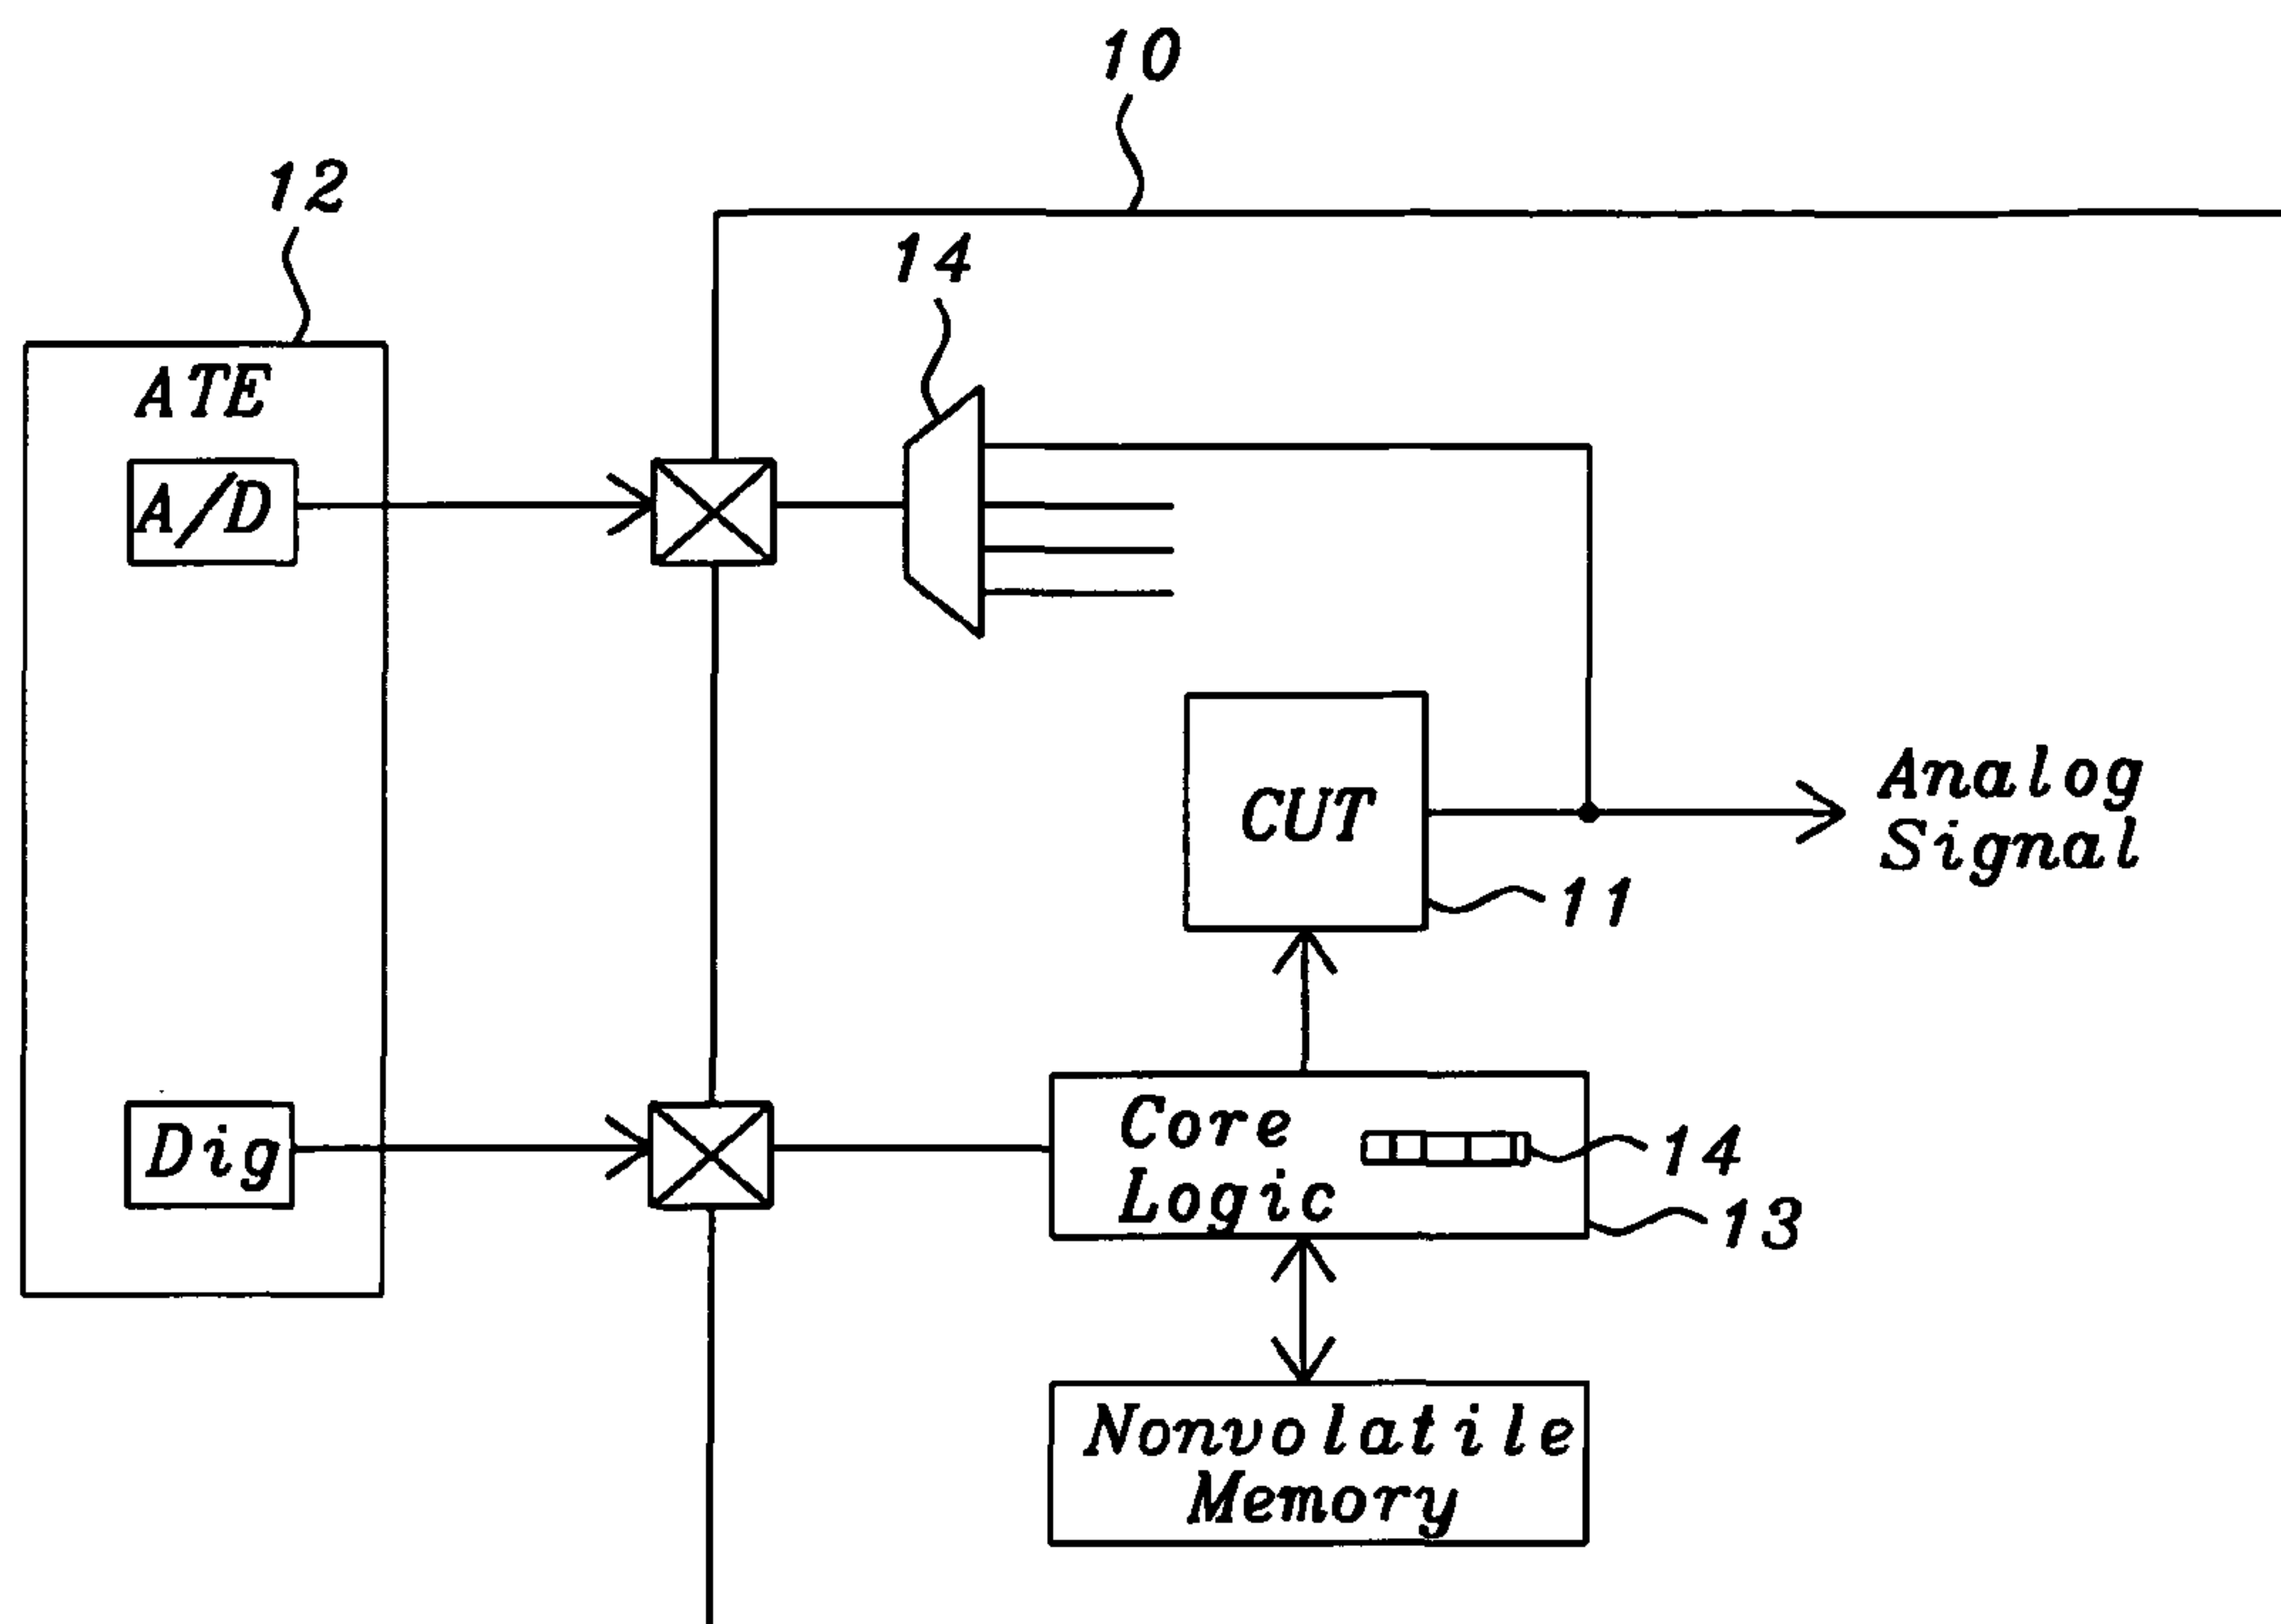 10
12
14
ATE
A/D
CUT
Analog
Signal
11
Dig
Core
Logic
14
13
Nonvolatile
Memory